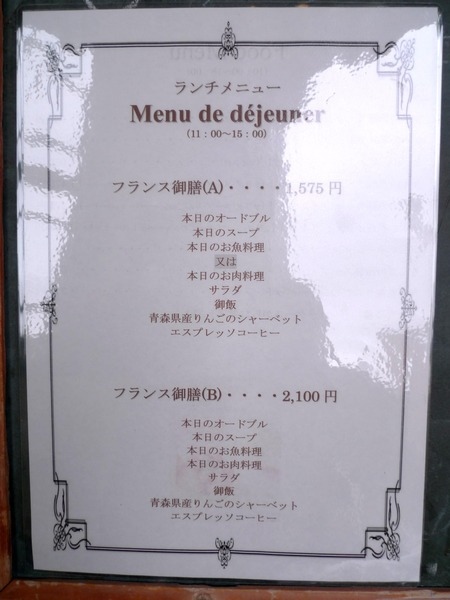 ランチメニュー
Menu de déjeuner
（11：00～15：00）
フランス御膳(A)・・・・1,575 円
本日のオードブル
本日のスープ
本日のお魚料理
又は
本日のお肉料理
サラダ
御飯
青森県産りんごのシャーベット
エスプレッソコーヒー
フランス御膳(B)・・・・2,100 円
本日のオードブル
本日のスープ
本日のお魚料理
本日のお肉料理
サラダ
御飯
青森県産りんごのシャーベット
エスプレッソコーヒー